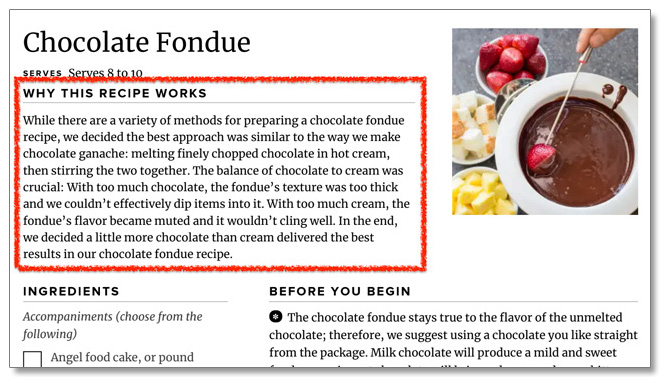 Chocolate Fondue
SERVES Serves 8 to 10
WHY THIS RECIPE WORKS
While there are a variety of methods for preparing a chocolate fondue
recipe, we decided the best approach was similar to the way we make
chocolate ganache: melting finely chopped chocolate in hot cream,
then stirring the two together. The balance of chocolate to cream was
crucial: With too much chocolate, the fondue’s texture was too thick
and we couldn’t effectively dip items into it. With too much cream, the
fondue’s flavor became muted and it wouldn’t cling well. In the end,
we decided a little more chocolate than cream delivered the best
results in our chocolate fondue recipe.
INGREDIENTS
Accompaniments (choose from the
following)
Angel food cake, or pound
BEFORE YOU BEGIN
The chocolate fondue stays true to the flavor of the unmelted
chocolate; therefore, we suggest using a chocolate you like straight
from the package. Milk chocolate will produce a mild and sweet